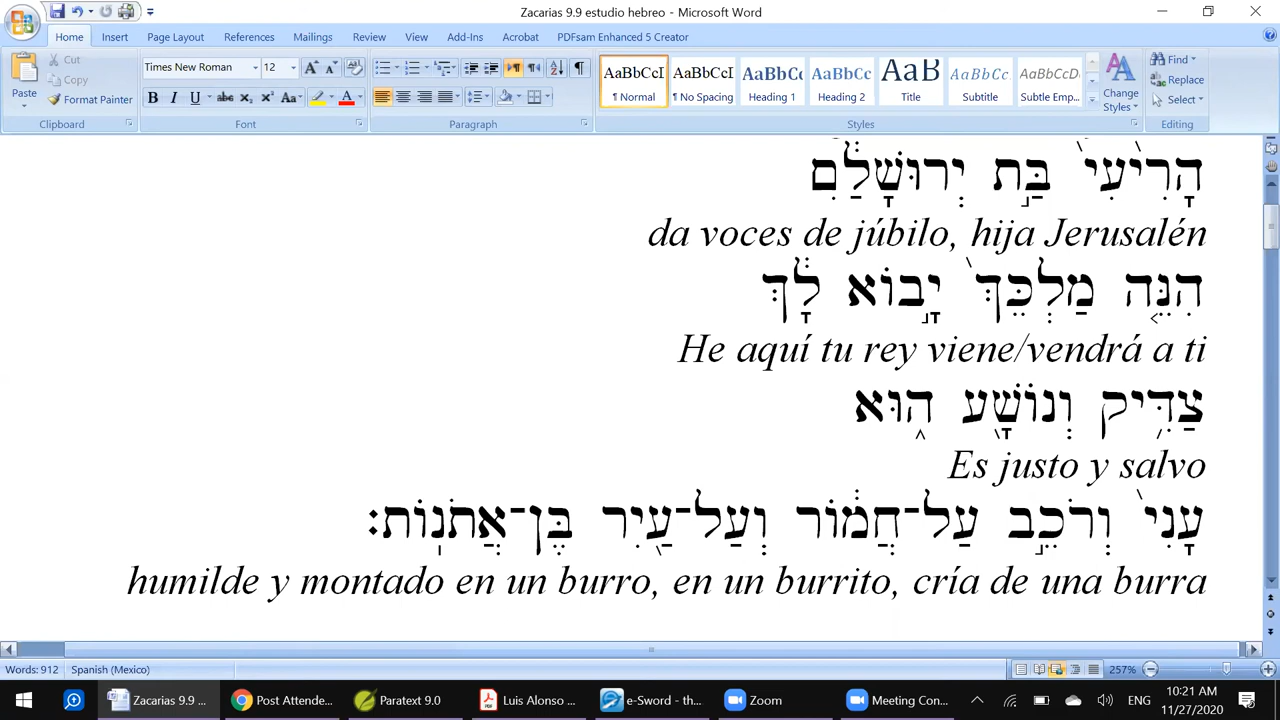 Zacarias 9.9 estudio hebreo - Microsoft Word
Home Insert Page Layout References Mailings Review View Add-Ins Acrobat PDFsam Enhanced 5 Creator
Paste Cut Copy Format Painter
Times New Roman 12
AaBbCcI AaBbCcI AaBbCc AaBbCc AaB AaBbCcI AaBbCcDc
¶ Normal ¶ No Spacing Heading 1 Heading 2 Title Subtitle Subtle Emp...
Change Styles
Find Replace Select
Clipboard Font Paragraph Styles Editing
הָרִ֙יעִי֙ בַּ֣ת יְרוּשָׁלִַ֔ם
da voces de júbilo, hija Jerusalén
הִנֵּ֤ה מַלְכֵּךְ֙ יָ֣בוֹא לָ֔ךְ
He aquí tu rey viene/vendrá a ti
צַדִּ֥יק וְנוֹשָׁ֖ע ה֑וּא
Es justo y salvo
עָנִי֙ וְרֹכֵ֣ב עַל־חֲמ֔וֹר וְעַל־עַ֖יִר בֶּן־אֲתֹנֽוֹת׃
humilde y montado en un burro, en un burrito, cría de una burra
Words: 912 Spanish (Mexico) 257%
Zacarias 9.9 ... Post Attende... Paratext 9.0 Luis Alonso ... e-Sword - th... Zoom Meeting Con... ENG 10:21 AM
11/27/2020